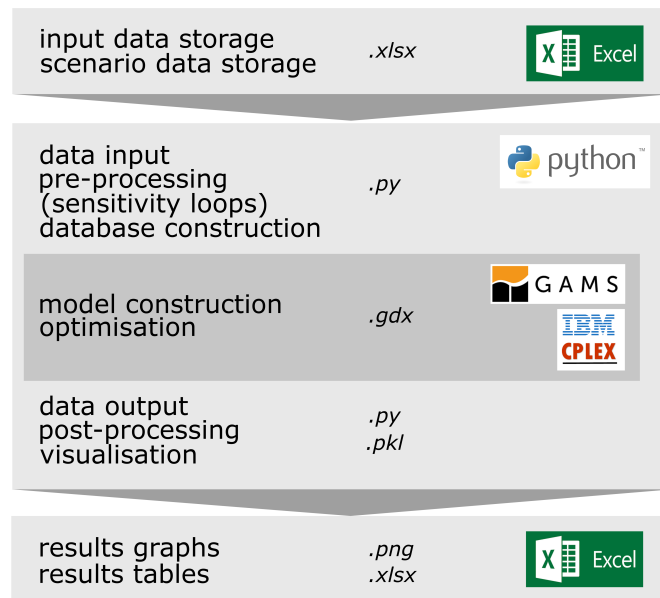 input data storage
scenario data storage
.xlsx
X Excel
data input
pre-processing
(sensitivity loops)
database construction
.py
python™
model construction
optimisation
.gdx
GAMS
IBM
CPLEX
data output
post-processing
visualisation
.py
.pkl
results graphs
results tables
.png
.xlsx
X Excel